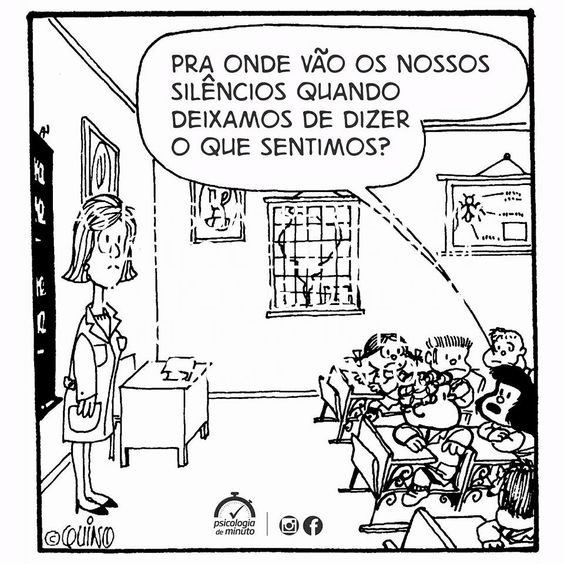 PRA ONDE VÃO OS NOSSOS
SILÊNCIOS QUANDO
DEIXAMOS DE DIZER
O QUE SENTIMOS?
©QUINO
psicologia
de minuto